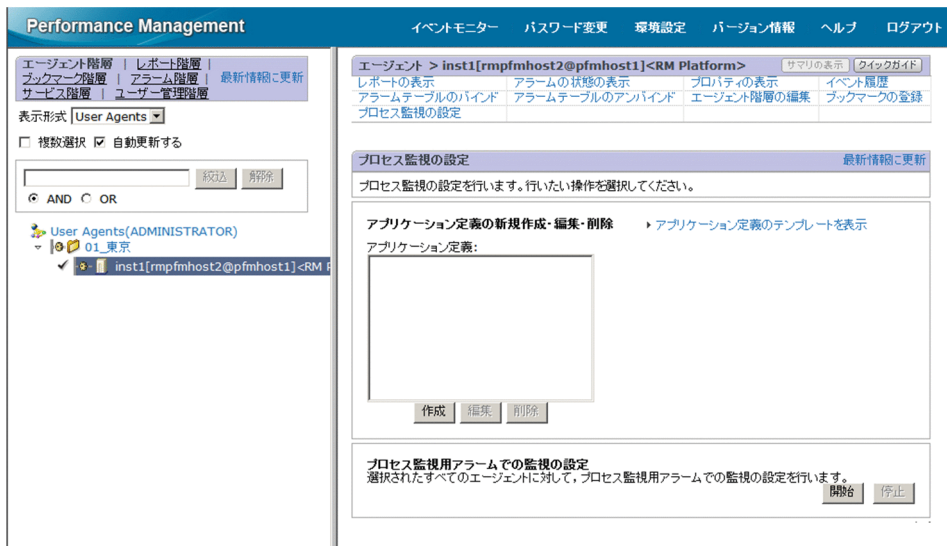 Performance Management
イベントモニター パスワード変更 環境設定 バージョン情報 ヘルプ ログアウト
エージェント階層 | レポート階層 |
ブックマーク階層 | アラーム階層 | 最新情報に更新
サービス階層 | ユーザー管理階層
表示形式 User Agents
複数選択 自動更新する
絞込 解除
AND OR
User Agents(ADMINISTRATOR)
01_東京
inst1[rmpfmhost2@pfmhost1]<RM P
エージェント > inst1[rmpfmhost2@pfmhost1]<RM Platform> サマリの表示 クイックガイド
レポートの表示 アラームの状態の表示 プロパティの表示 イベント履歴
アラームテーブルのバインド アラームテーブルのアンバインド エージェント階層の編集 ブックマークの登録
プロセス監視の設定
プロセス監視の設定 最新情報に更新
プロセス監視の設定を行います。行いたい操作を選択してください。
アプリケーション定義の新規作成・編集・削除 アプリケーション定義のテンプレートを表示
アプリケーション定義:
作成 編集 削除
プロセス監視用アラームでの監視の設定
選択されたすべてのエージェントに対して，プロセス監視用アラームでの監視の設定を行います。
開始 停止